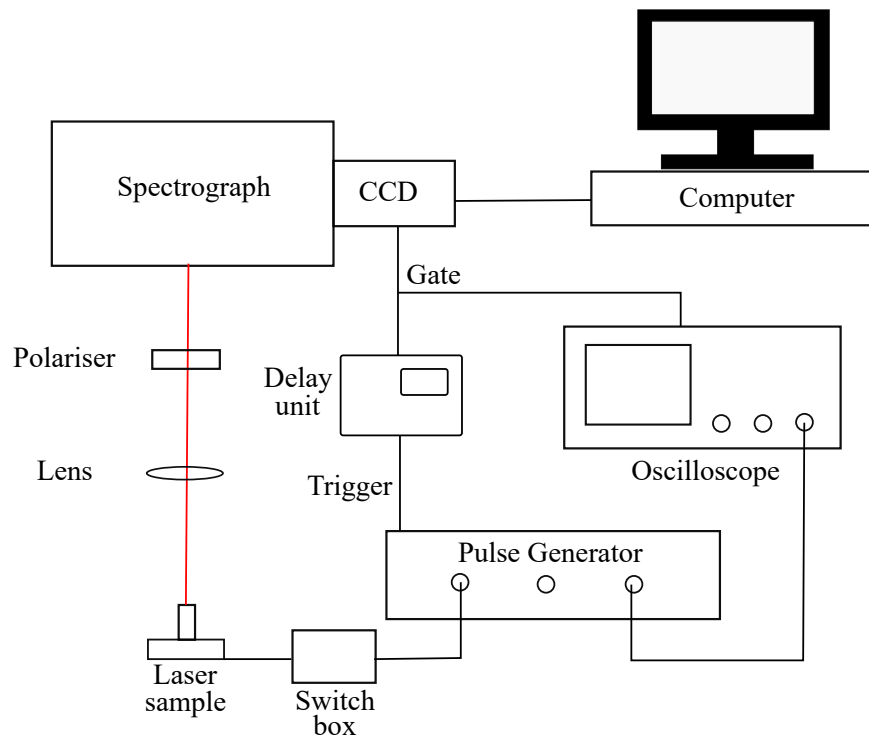 Spectrograph
CCD
Computer
Gate
Polariser
Delay
unit
Lens
Trigger
Oscilloscope
Pulse Generator
Laser
sample
Switch
box